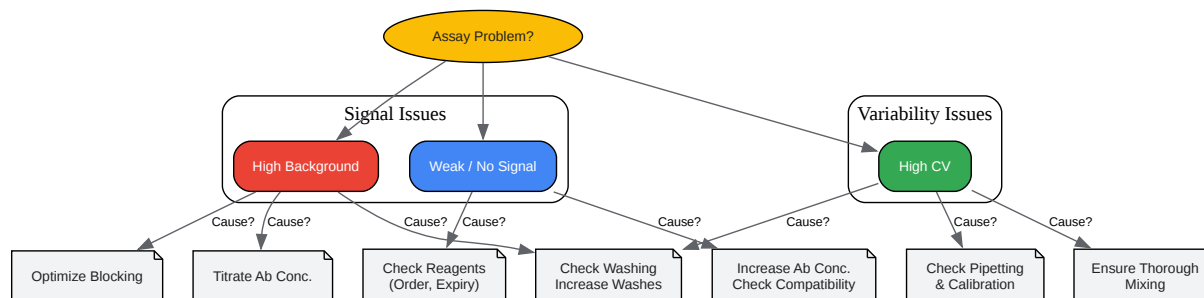 Assay Problem?
Signal Issues
Variability Issues
High Background
Weak / No Signal
High CV
Cause?
Cause?
Cause?
Cause?
Cause?
Cause?
Cause?
Cause?
Optimize Blocking
Titrate Ab Conc.
Check Reagents
(Order, Expiry)
Check Washing
Increase Washes
Increase Ab Conc.
Check Compatibility
Check Pipetting
& Calibration
Ensure Thorough
Mixing